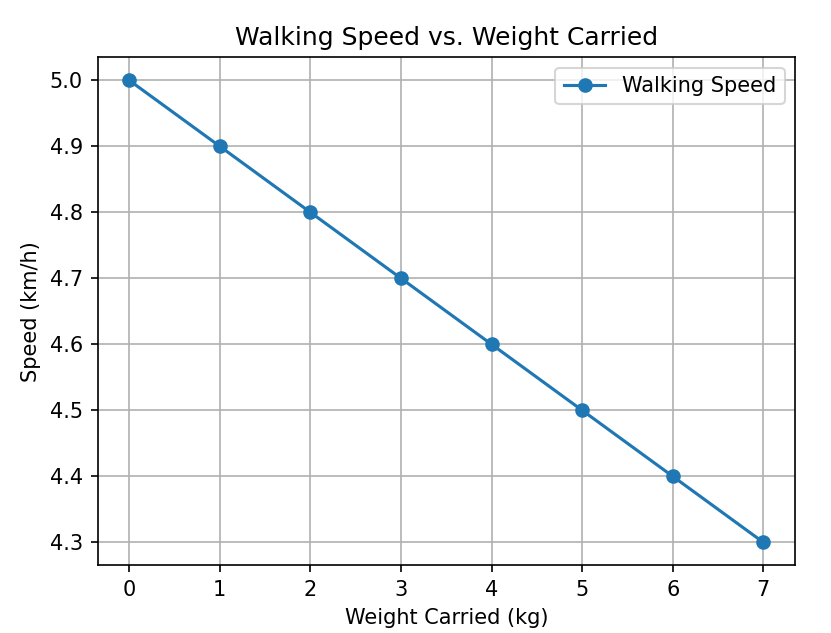 Walking Speed vs. Weight Carried
Walking Speed
5.0
4.9
4.8
4.7
4.6
4.5
4.4
4.3
Speed (km/h)
0 1 2 3 4 5 6 7
Weight Carried (kg)